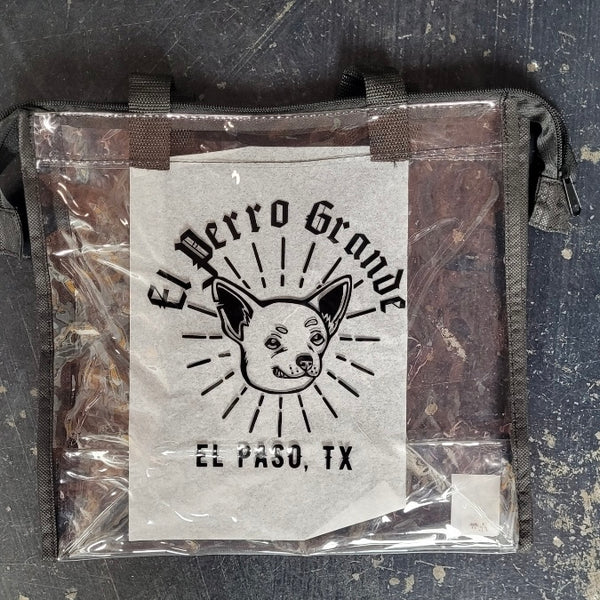 El Perro Grande
EL PASO, TX